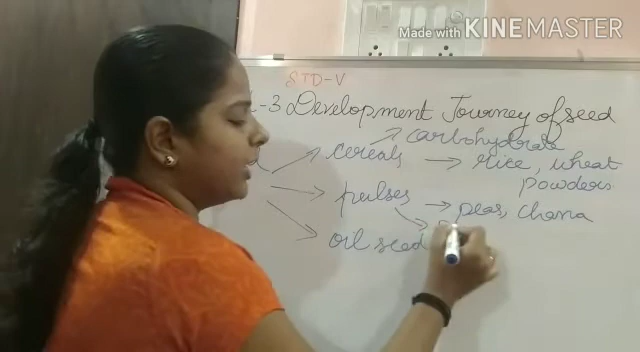 Made with KINEMASTER
STD-V
-3 Development Journey of seed
carbohydrate
cereals → rice, wheat
powders
pulses → peas, chana
oil seed